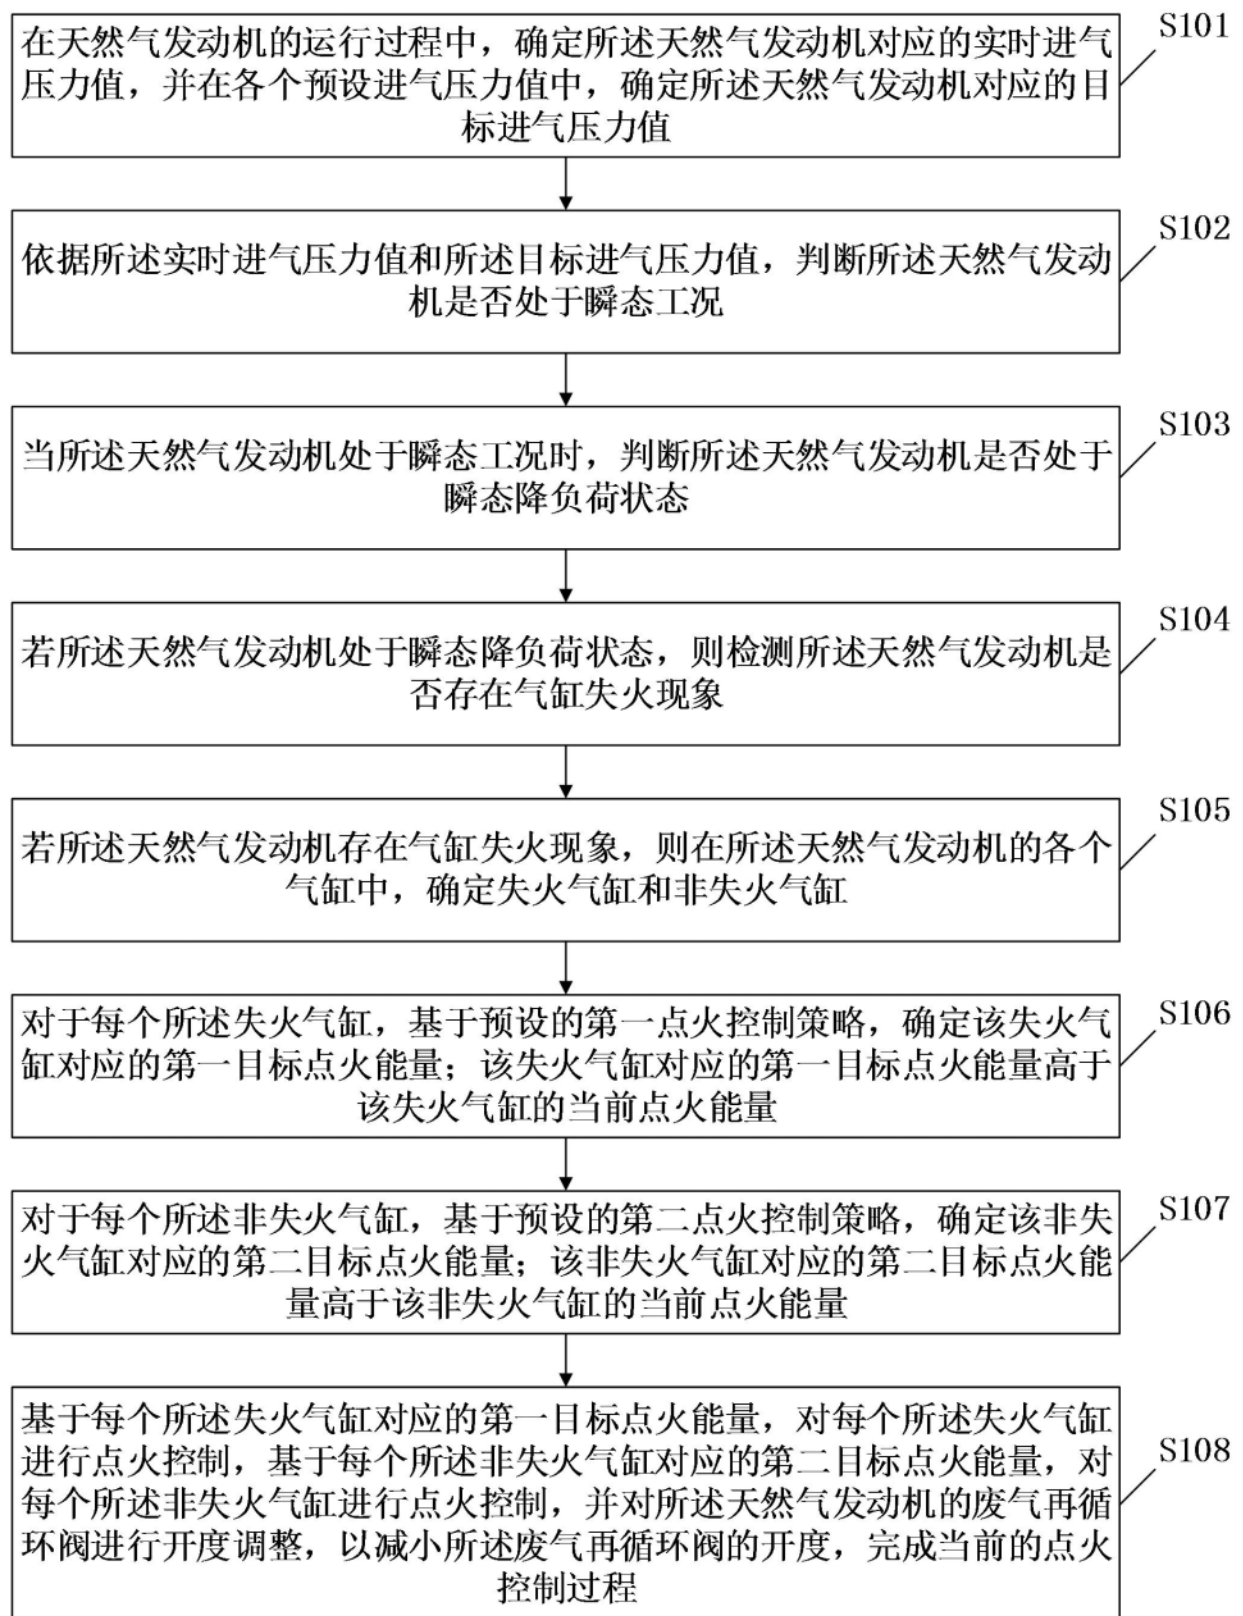 在天然气发动机的运行过程中，确定所述天然气发动机对应的实时进气
压力值，并在各个预设进气压力值中，确定所述天然气发动机对应的目
标进气压力值
S101
依据所述实时进气压力值和所述目标进气压力值，判断所述天然气发动
机是否处于瞬态工况
S102
当所述天然气发动机处于瞬态工况时，判断所述天然气发动机是否处于
瞬态降负荷状态
S103
若所述天然气发动机处于瞬态降负荷状态，则检测所述天然气发动机是
否存在气缸失火现象
S104
若所述天然气发动机存在气缸失火现象，则在所述天然气发动机的各个
气缸中，确定失火气缸和非失火气缸
S105
对于每个所述失火气缸，基于预设的第一点火控制策略，确定该失火气
缸对应的第一目标点火能量；该失火气缸对应的第一目标点火能量高于
该失火气缸的当前点火能量
S106
对于每个所述非失火气缸，基于预设的第二点火控制策略，确定该非失
火气缸对应的第二目标点火能量；该非失火气缸对应的第二目标点火能
量高于该非失火气缸的当前点火能量
S107
基于每个所述失火气缸对应的第一目标点火能量，对每个所述失火气缸
进行点火控制，基于每个所述非失火气缸对应的第二目标点火能量，对
每个所述非失火气缸进行点火控制，并对所述天然气发动机的废气再循
环阀进行开度调整，以减小所述废气再循环阀的开度，完成当前的点火
控制过程
S108